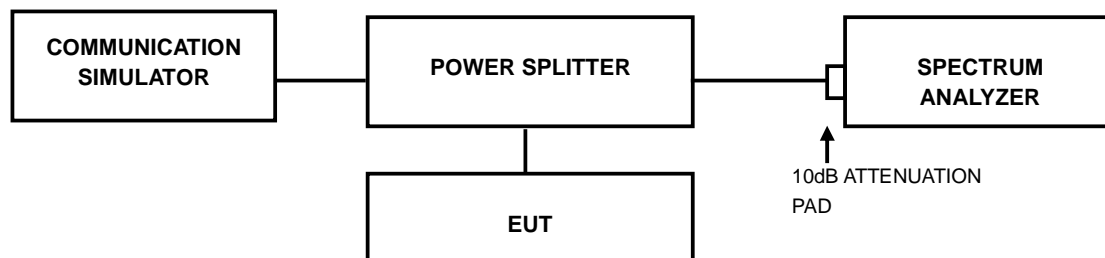 COMMUNICATION
SIMULATOR
POWER SPLITTER
SPECTRUM
ANALYZER
10dB ATTENUATION
PAD
EUT